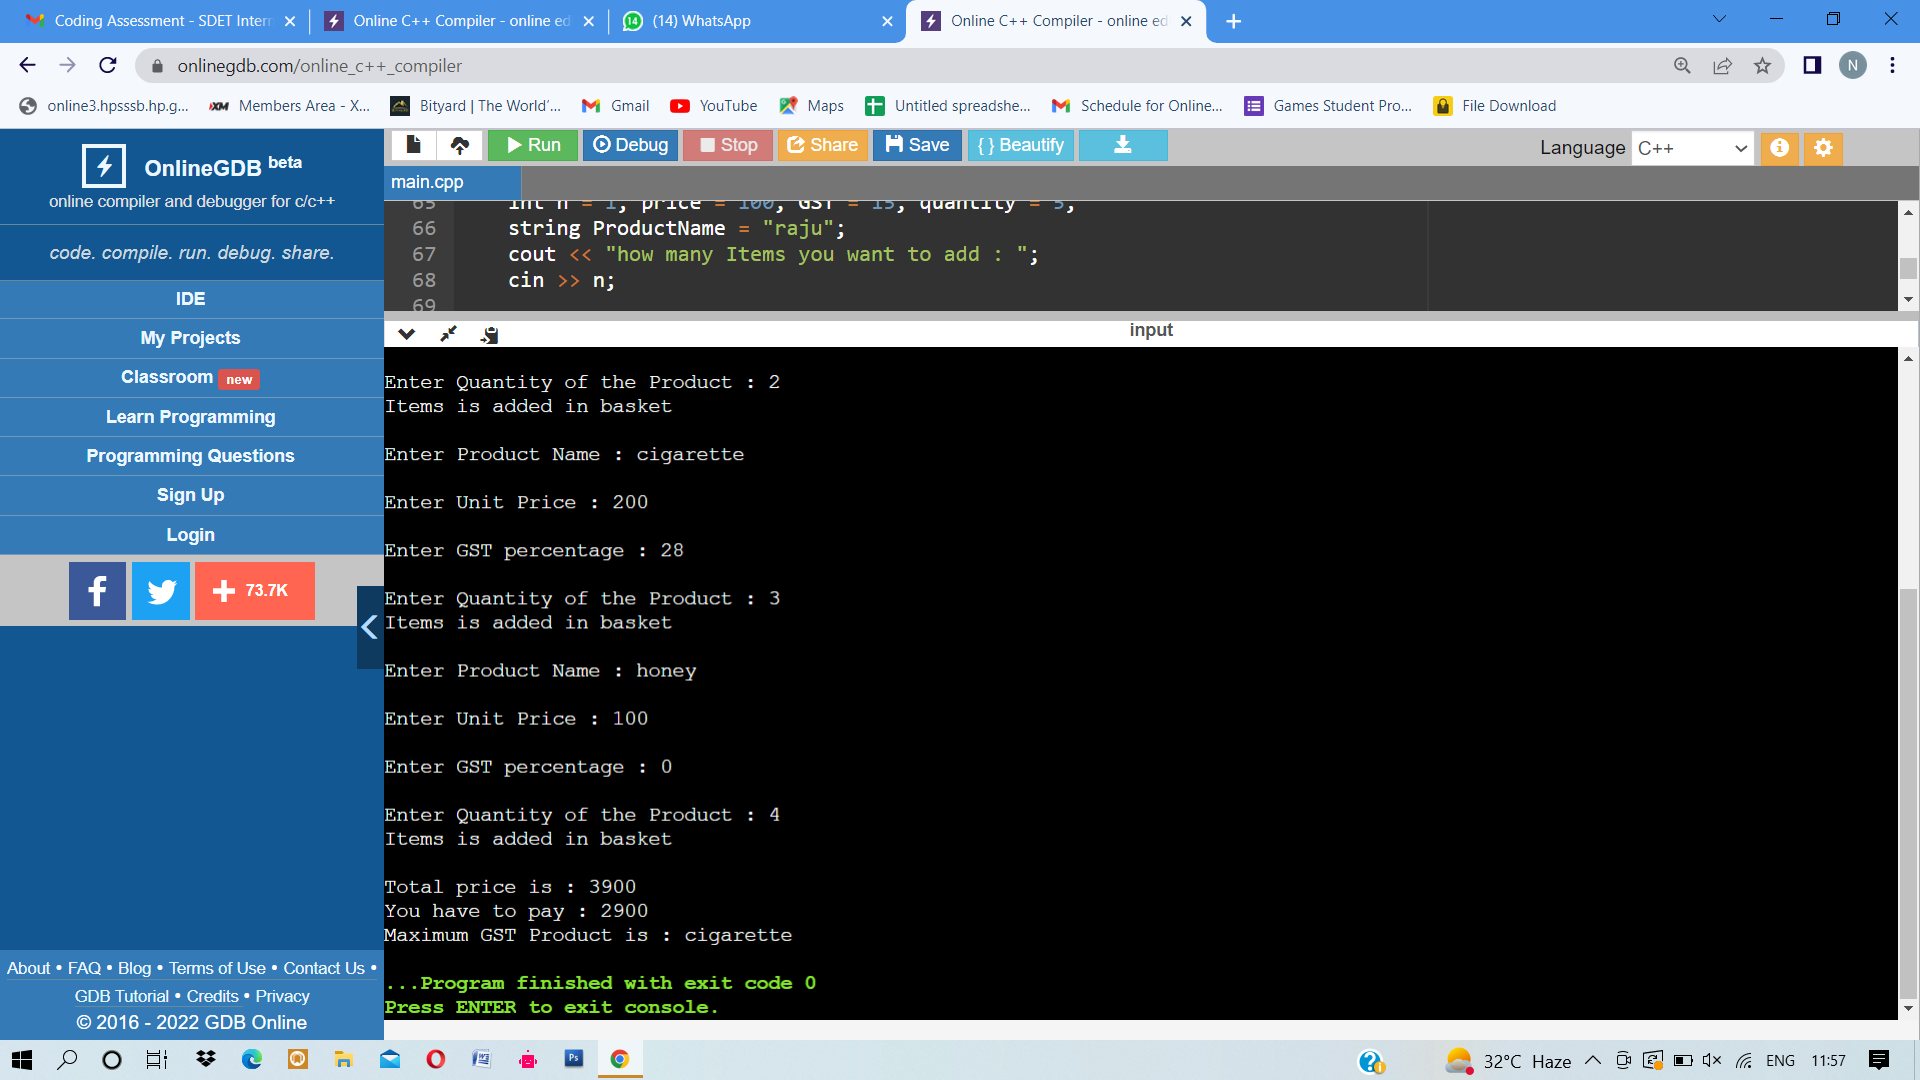 Coding Assessment - SDET Intern
Online C++ Compiler - online ed
(14) WhatsApp
Online C++ Compiler - online ed
onlinegdb.com/online_c++_compiler
N
online3.hpsssb.hp.g...
Members Area - X...
Bityard | The World'...
Gmail
YouTube
Maps
Untitled spreadshe...
Schedule for Online...
Games Student Pro...
File Download
OnlineGDB beta
online compiler and debugger for c/c++
code. compile. run. debug. share.
IDE
My Projects
Classroom new
Learn Programming
Programming Questions
Sign Up
Login
73.7K
About • FAQ • Blog • Terms of Use • Contact Us •
GDB Tutorial • Credits • Privacy
© 2016 - 2022 GDB Online
Run
Debug
Stop
Share
Save
{ } Beautify
Language C++
main.cpp
65 int n = 1, price = 100, GST = 15, quantity = 5;
66 string ProductName = "raju";
67 cout << "how many Items you want to add : ";
68 cin >> n;
69
input
Enter Quantity of the Product : 2
Items is added in basket
Enter Product Name : cigarette
Enter Unit Price : 200
Enter GST percentage : 28
Enter Quantity of the Product : 3
Items is added in basket
Enter Product Name : honey
Enter Unit Price : 100
Enter GST percentage : 0
Enter Quantity of the Product : 4
Items is added in basket
Total price is : 3900
You have to pay : 2900
Maximum GST Product is : cigarette
...Program finished with exit code 0
Press ENTER to exit console.
32°C Haze
ENG
11:57